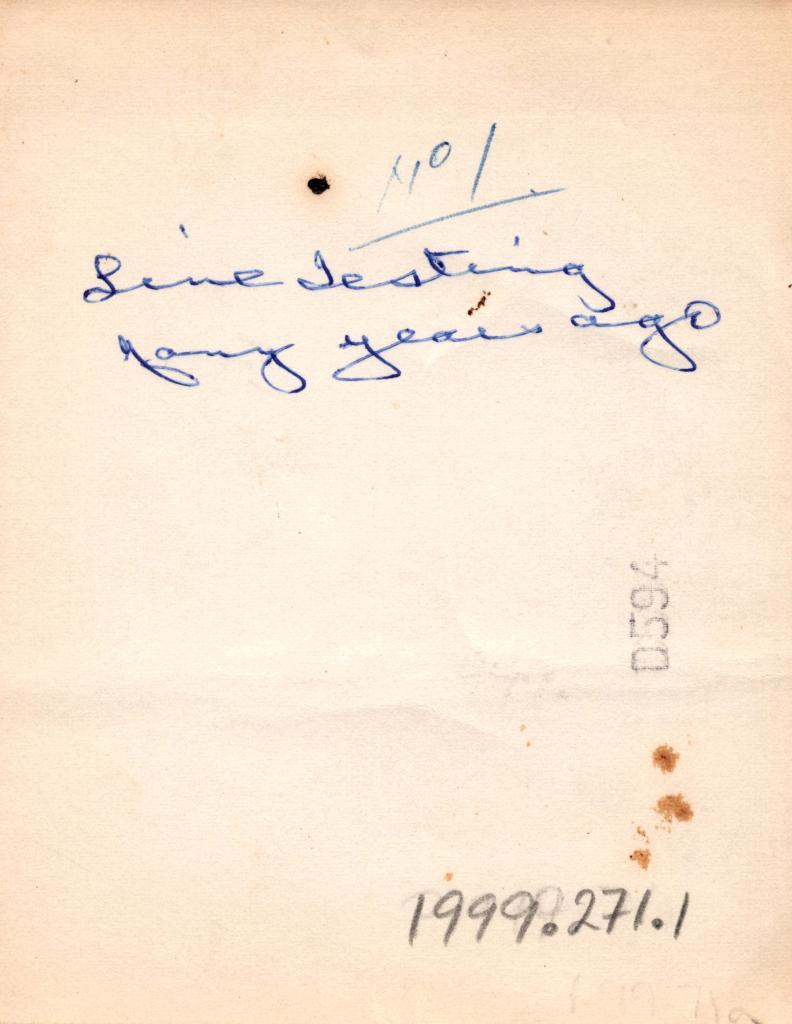 No 1
Line Testing
many years ago
D594
1999.271.1